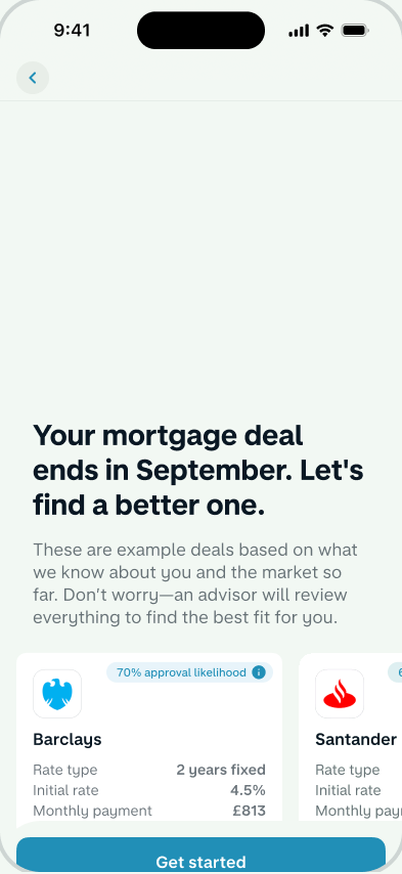 9:41
Your mortgage deal
ends in September. Let's
find a better one.
These are example deals based on what
we know about you and the market so
far. Don't worry—an advisor will review
everything to find the best fit for you.
70% approval likelihood
Barclays
Rate type 2 years fixed
Initial rate 4.5%
Monthly payment £813
6
Santander
Rate type
Initial rate
Monthly pay
Get started